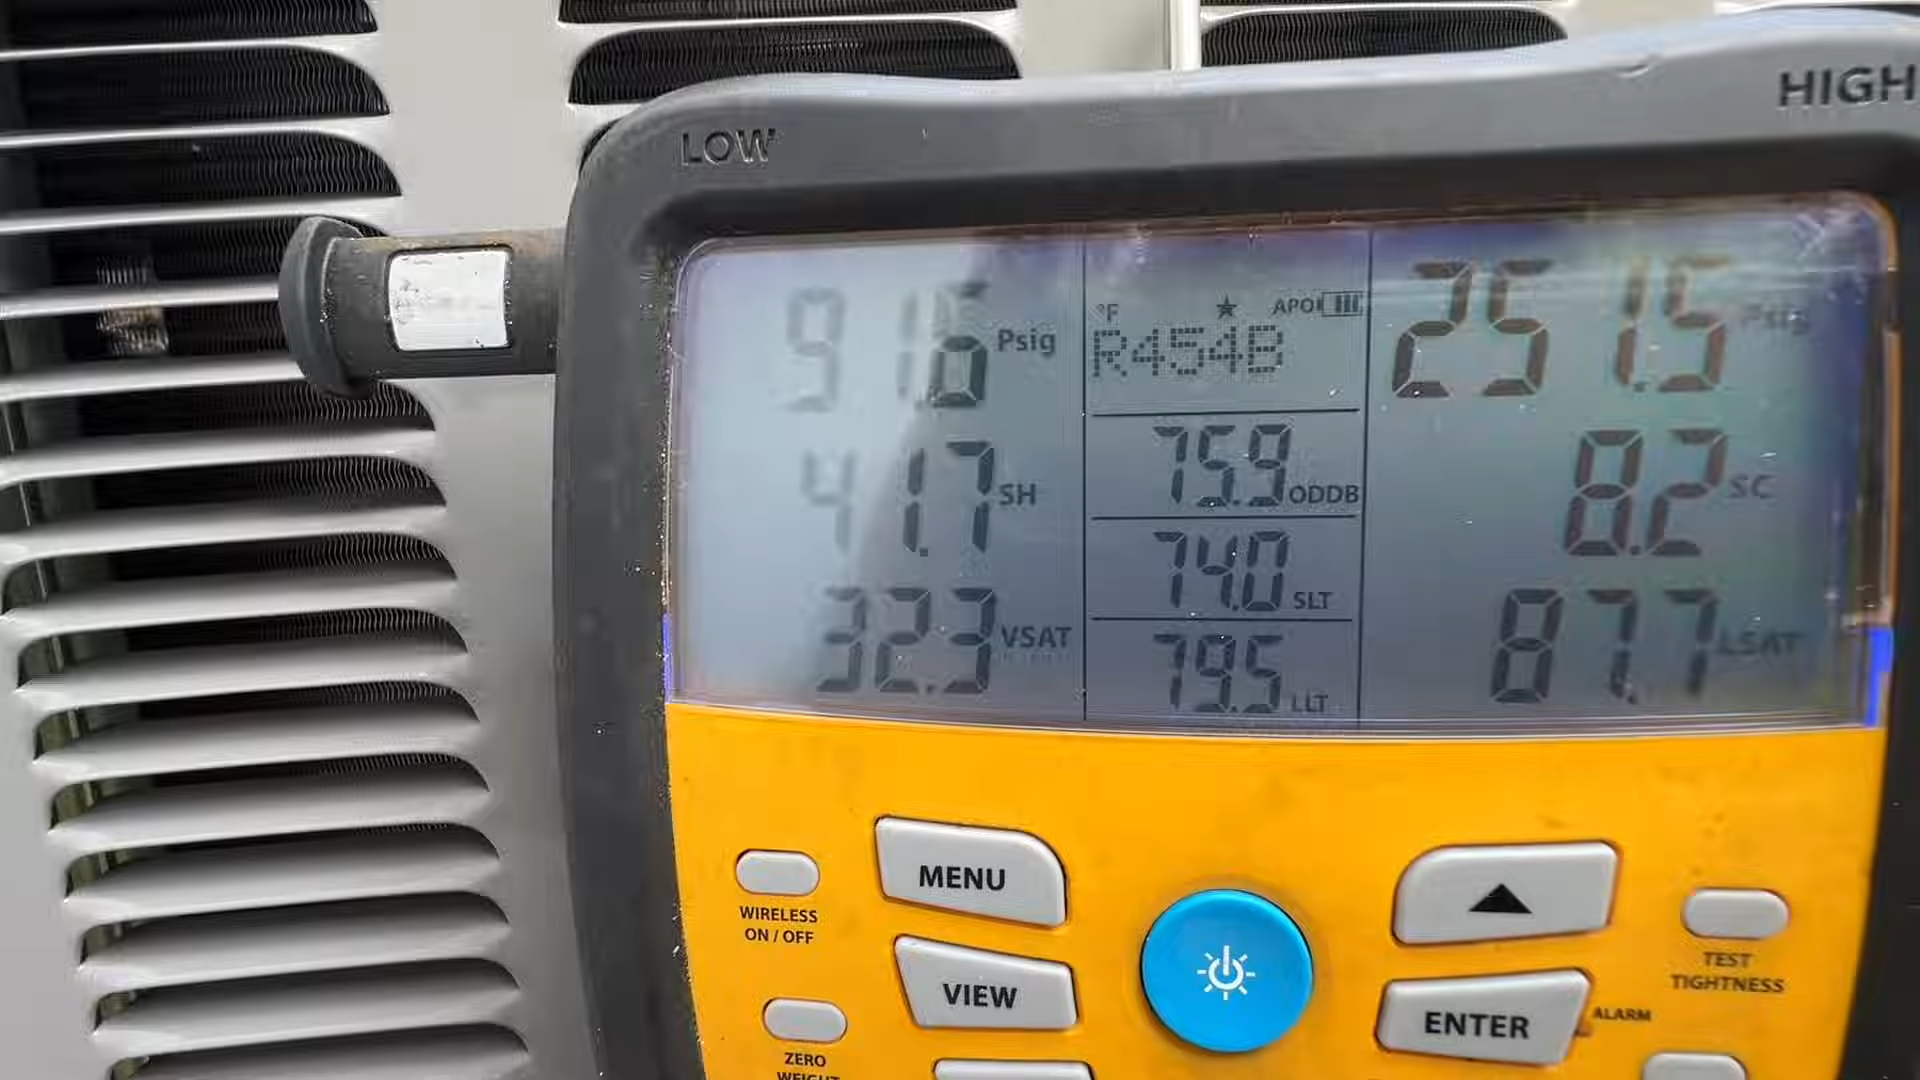 LOW
HIGH
91.6 Psig
°F APO
R454B
251.5 Psig
41.7 SH
75.9 ODDB
8.2 SC
74.0 SLT
32.3 VSAT
79.5 LLT
87.7 LSAT
MENU
WIRELESS
ON / OFF
VIEW
ENTER
TEST
TIGHTNESS
ALARM
ZERO
WEIGHT